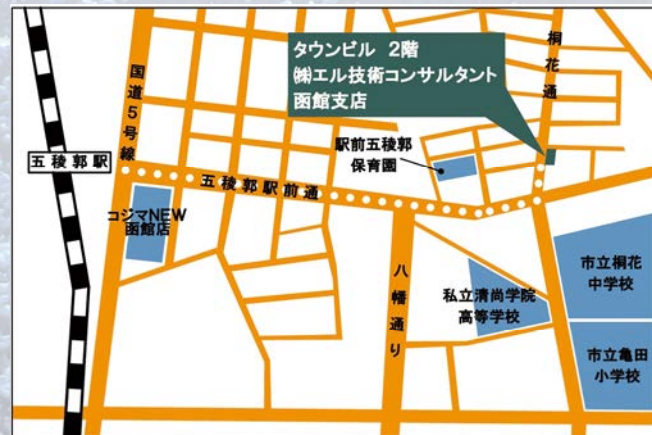 タウンビル 2階
㈱エル技術コンサルタント
函館支店
桐花通
国道5号線
五稜郭駅
駅前五稜郭
保育園
五稜郭駅前通
コジマNEW
函館店
八幡通り
私立清尚学院
高等学校
市立桐花
中学校
市立亀田
小学校